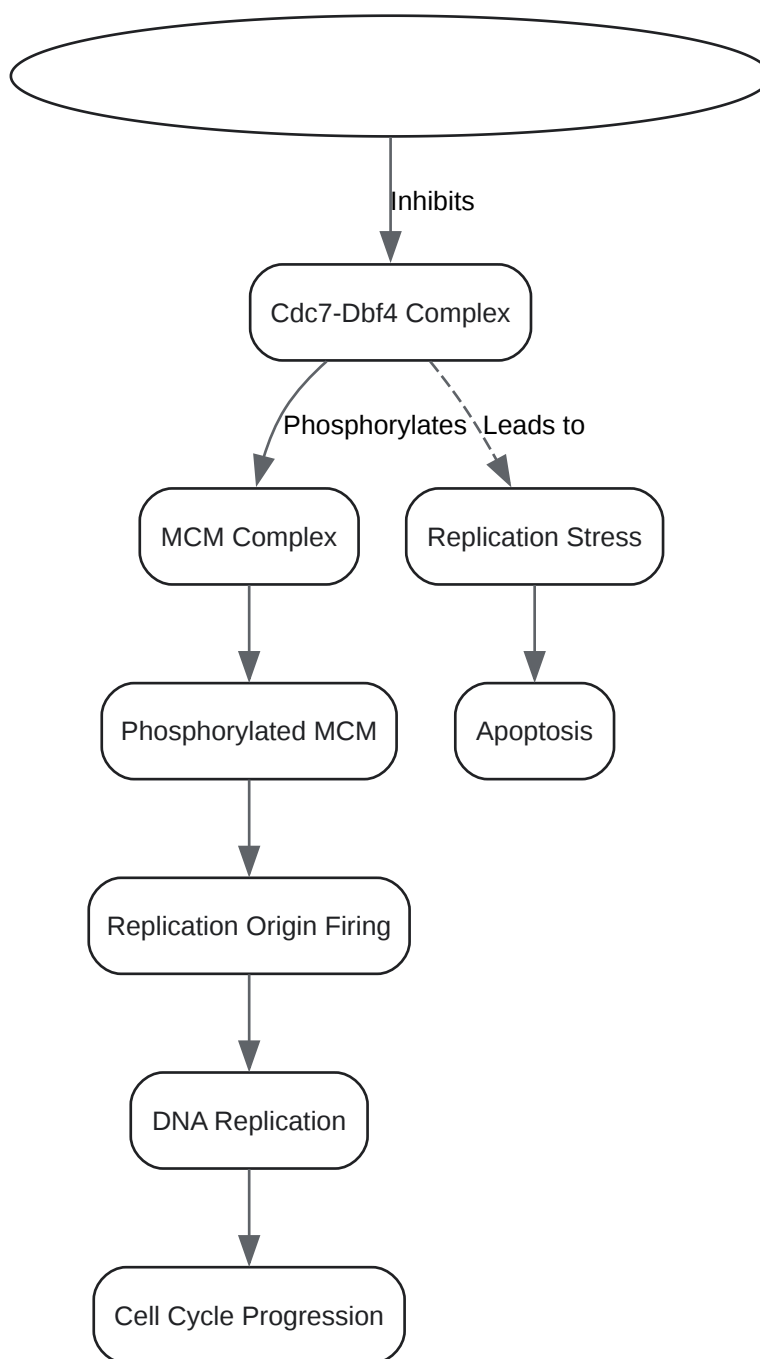 Inhibits
Cdc7-Dbf4 Complex
Phosphorylates
Leads to
MCM Complex
Replication Stress
Phosphorylated MCM
Apoptosis
Replication Origin Firing
DNA Replication
Cell Cycle Progression